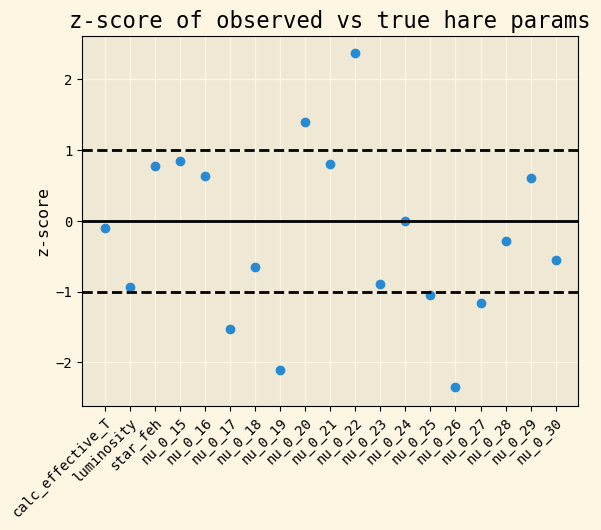 z-score of observed vs true hare params
z-score
2
1
0
−1
−2
calc_effective_T
luminosity
star_feh
nu_0_15
nu_0_16
nu_0_17
nu_0_18
nu_0_19
nu_0_20
nu_0_21
nu_0_22
nu_0_23
nu_0_24
nu_0_25
nu_0_26
nu_0_27
nu_0_28
nu_0_29
nu_0_30